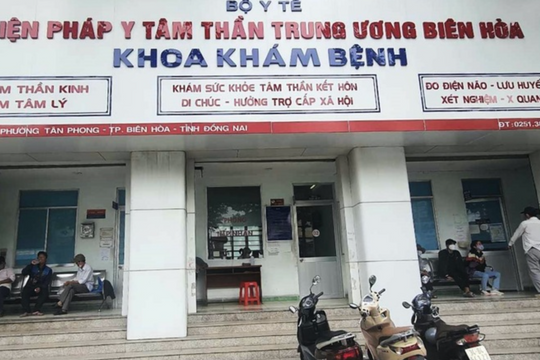 BỘ Y TẾ
IỆN PHÁP Y TÂM THẦN TRUNG ƯƠNG BIÊN HÒA
KHOA KHÁM BỆNH
M THẦN KINH
M TÂM LÝ
KHÁM SỨC KHỎE TÂM THẦN KẾT HÔN
DI CHÚC - HƯỞNG TRỢ CẤP XÃ HỘI
ĐO ĐIỆN NÃO - LƯU HUYẾ
XÉT NGHIỆM - X QUAN
PHƯỜNG TÂN PHONG - TP. BIÊN HÒA - TỈNH ĐỒNG NAI
ĐT: 0251.3